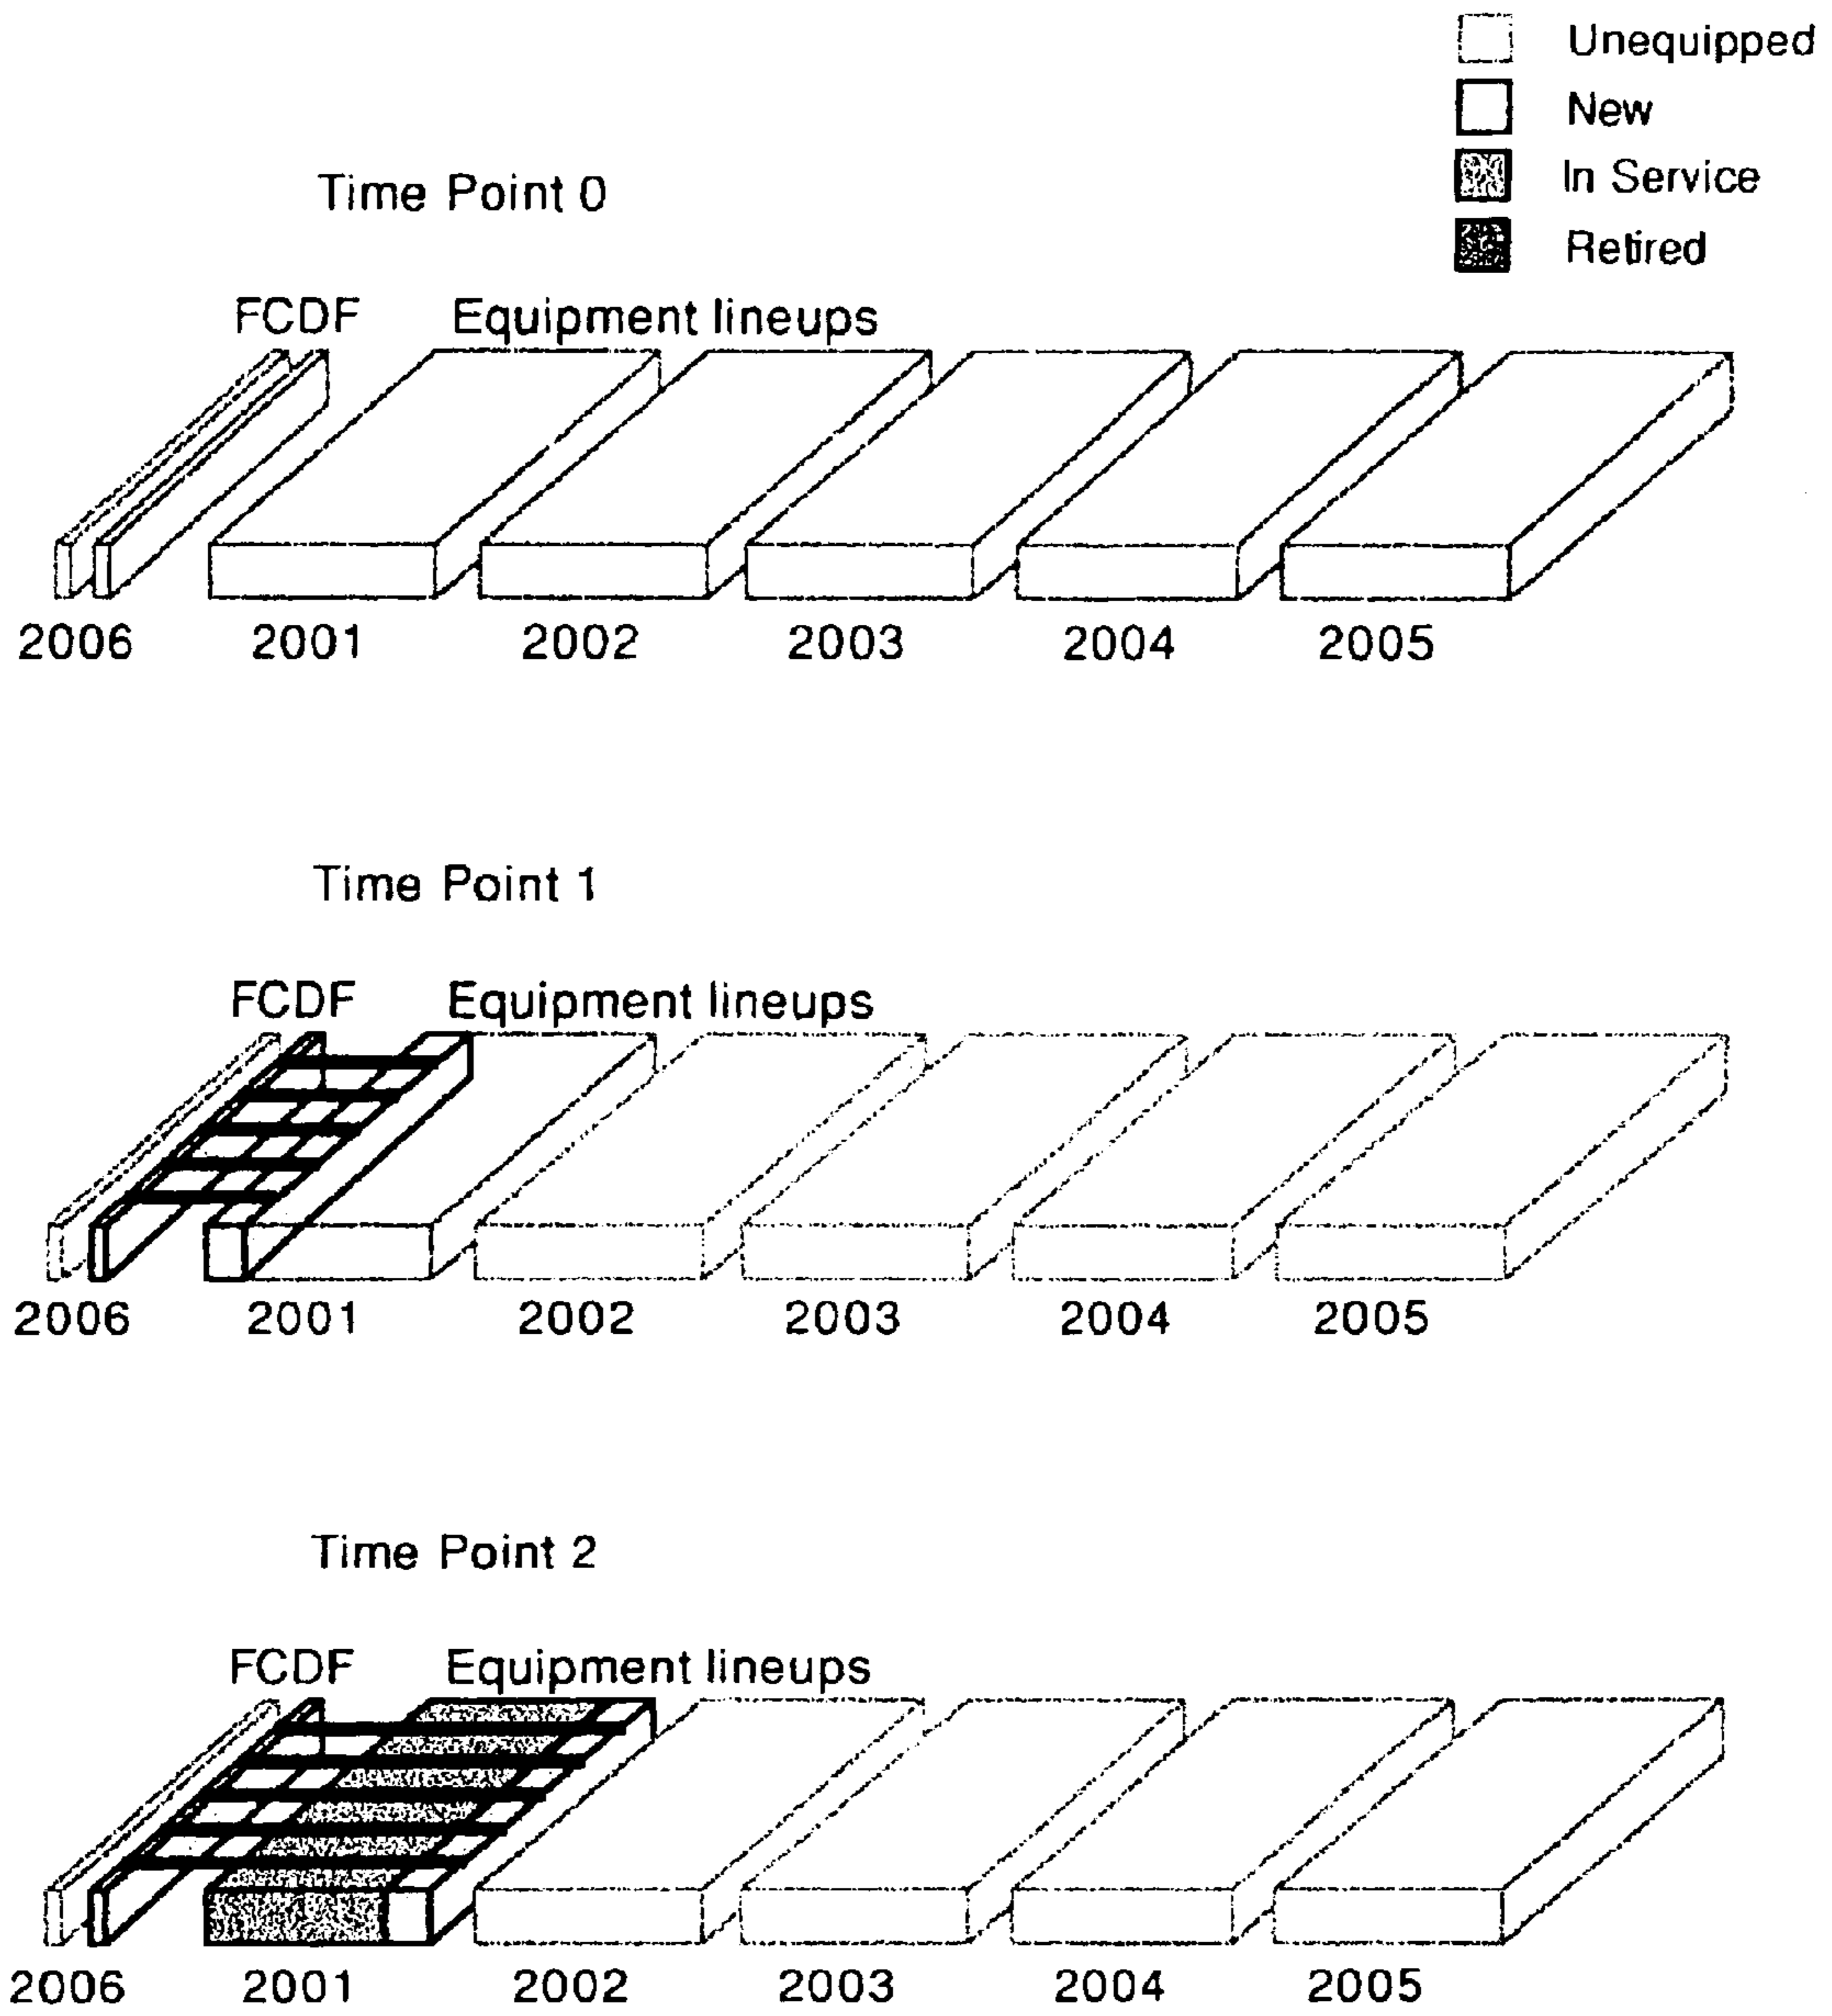 Unequipped
New
In Service
Retired
Time Point 0
FCDF Equipment lineups
2006 2001 2002 2003 2004 2005
Time Point 1
FCDF Equipment lineups
2006 2001 2002 2003 2004 2005
Time Point 2
FCDF Equipment lineups
2006 2001 2002 2003 2004 2005